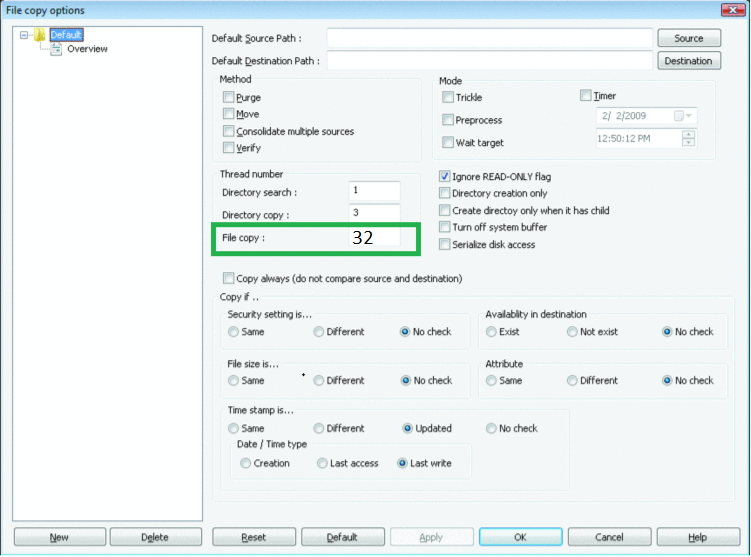 File copy options
Default
Overview
Default Source Path :
Source
Default Destination Path :
Destination
Method
Purge
Move
Consolidate multiple sources
Verify
Mode
Trickle
Timer
Preprocess
2/ 2/2009
Wait target
12:50:12 PM
Thread number
Directory search : 1
Directory copy : 3
File copy : 32
Ignore READ-ONLY flag
Directory creation only
Create directoy only when it has child
Turn off system buffer
Serialize disk access
Copy always (do not compare source and destination)
Copy if ..
Security setting is...
Same Different No check
Availablity in destination
Exist Not exist No check
File size is...
Same Different No check
Attribute
Same Different No check
Time stamp is...
Same Different Updated No check
Date / Time type
Creation Last access Last write
New Delete Reset Default Apply OK Cancel Help